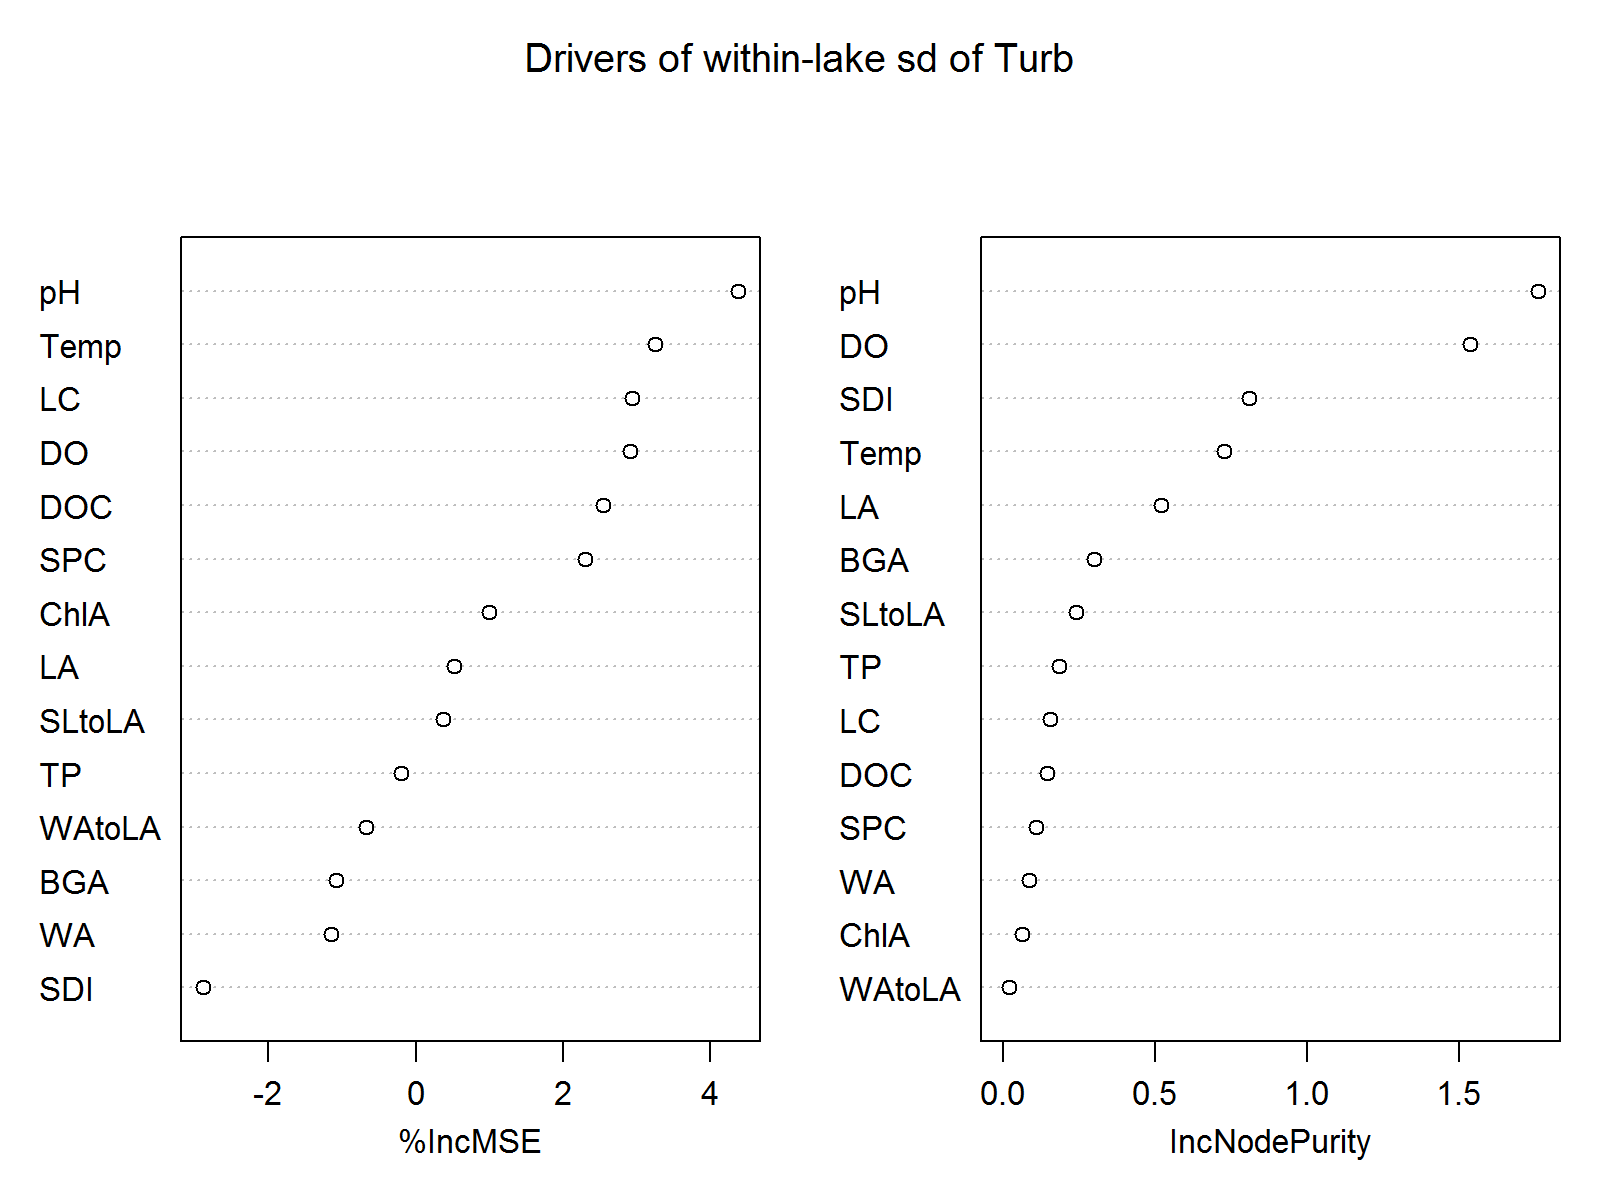 Drivers of within-lake sd of Turb
pH
Temp
LC
DO
DOC
SPC
ChlA
LA
SLtoLA
TP
WAtoLA
BGA
WA
SDI
-2 0 2 4
%IncMSE
pH
DO
SDI
Temp
LA
BGA
SLtoLA
TP
LC
DOC
SPC
WA
ChlA
WAtoLA
0.0 0.5 1.0 1.5
IncNodePurity